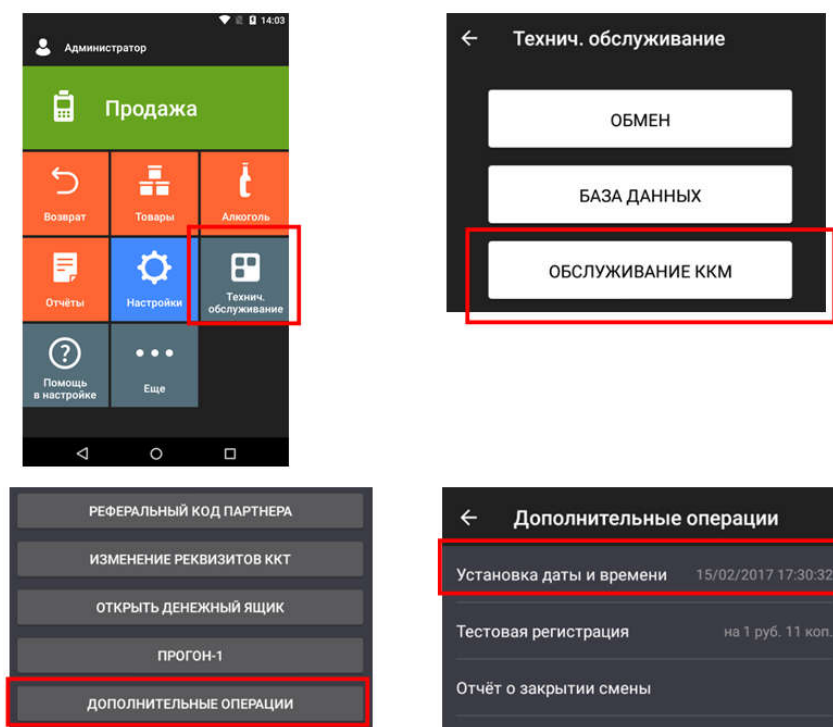 14:03
Администратор
Продажа
Возврат
Товары
Алкоголь
Отчёты
Настройки
Технич.
обслуживание
Помощь
в настройке
Еще
Технич. обслуживание
ОБМЕН
БАЗА ДАННЫХ
ОБСЛУЖИВАНИЕ ККМ
РЕФЕРАЛЬНЫЙ КОД ПАРТНЕРА
ИЗМЕНЕНИЕ РЕКВИЗИТОВ ККТ
ОТКРЫТЬ ДЕНЕЖНЫЙ ЯЩИК
ПРОГОН-1
ДОПОЛНИТЕЛЬНЫЕ ОПЕРАЦИИ
Дополнительные операции
Установка даты и времени 15/02/2017 17:30:32
Тестовая регистрация на 1 руб. 11 коп.
Отчёт о закрытии смены